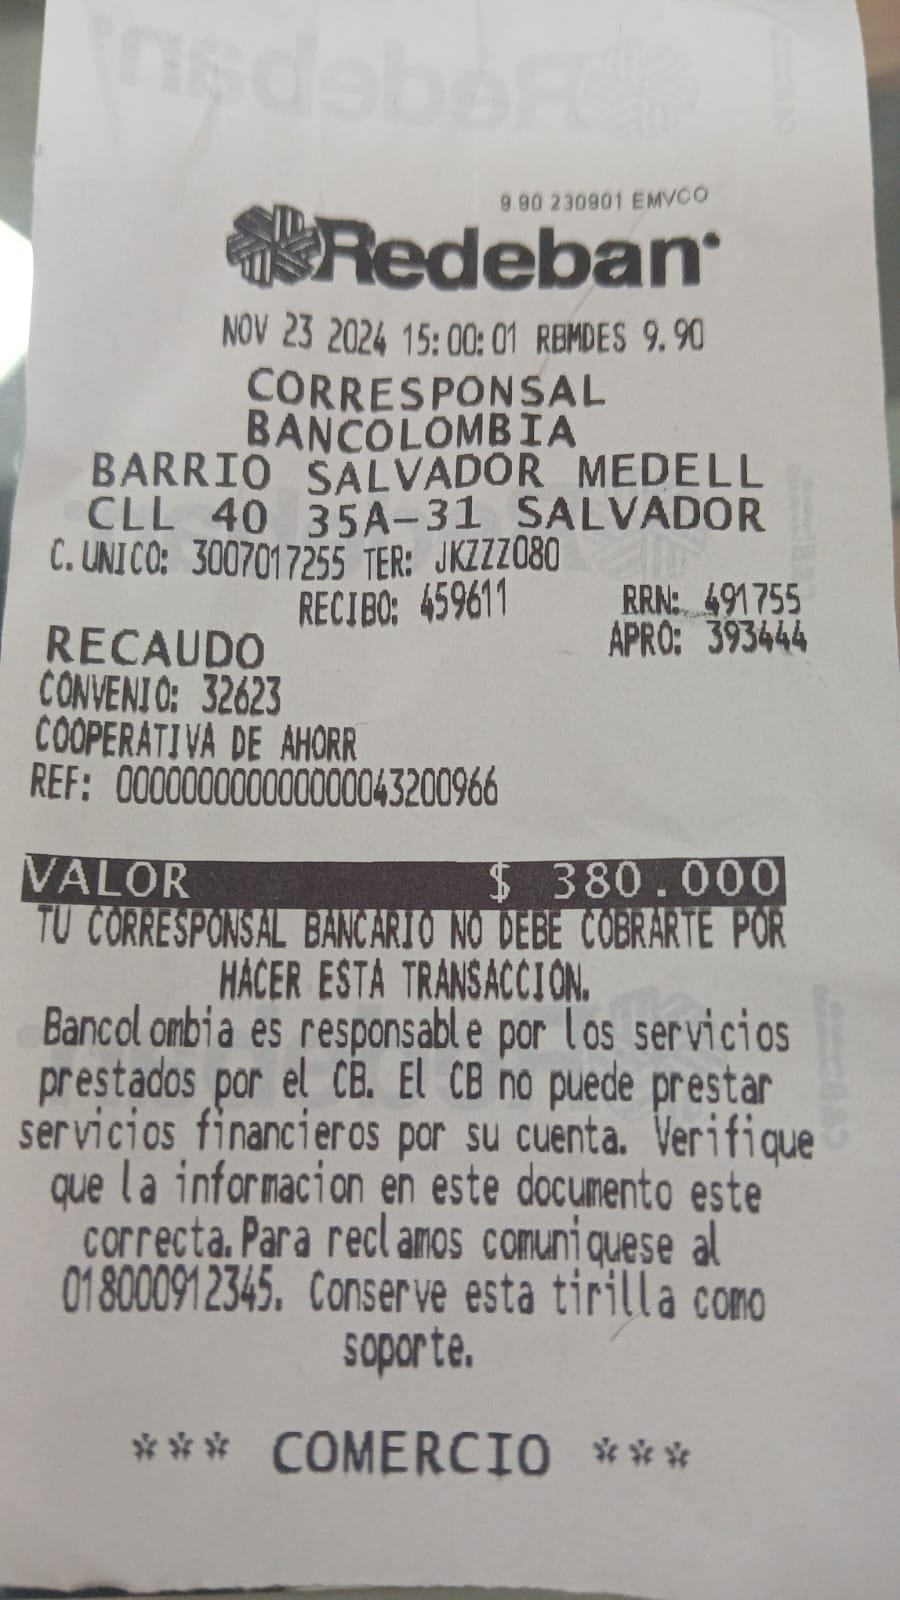 9.90 230901 EMVCO
Redeban
NOV 23 2024 15:00:01 RBMDES 9.90
CORRESPONSAL
BANCOLOMBIA
BARRIO SALVADOR MEDELL
CLL 40 35A-31 SALVADOR
C. UNICO: 3007017255 TER: JKZZZ080
RECIBO: 459611 RRN: 491755
RECAUDO APRO: 393444
CONVENIO: 32623
COOPERATIVA DE AHORR
REF: 000000000000000043200966
VALOR $ 380.000
TU CORRESPONSAL BANCARIO NO DEBE COBRARTE POR
HACER ESTA TRANSACCION.
Bancolombia es responsable por los servicios
prestados por el CB. El CB no puede prestar
servicios financieros por su cuenta. Verifique
que la informacion en este documento este
correcta. Para reclamos comuniquese al
018000912345. Conserve esta tirilla como
soporte.
*** COMERCIO ***